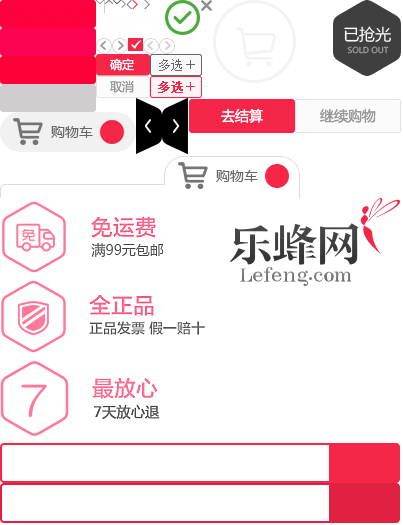 已抢光
SOLD OUT
确定
多选+
取消
多选+
购物车
去结算
继续购物
购物车
免
免运费
满99元包邮
乐蜂网
Lefeng.com
全正品
正品发票 假一赔十
7
最放心
7天放心退